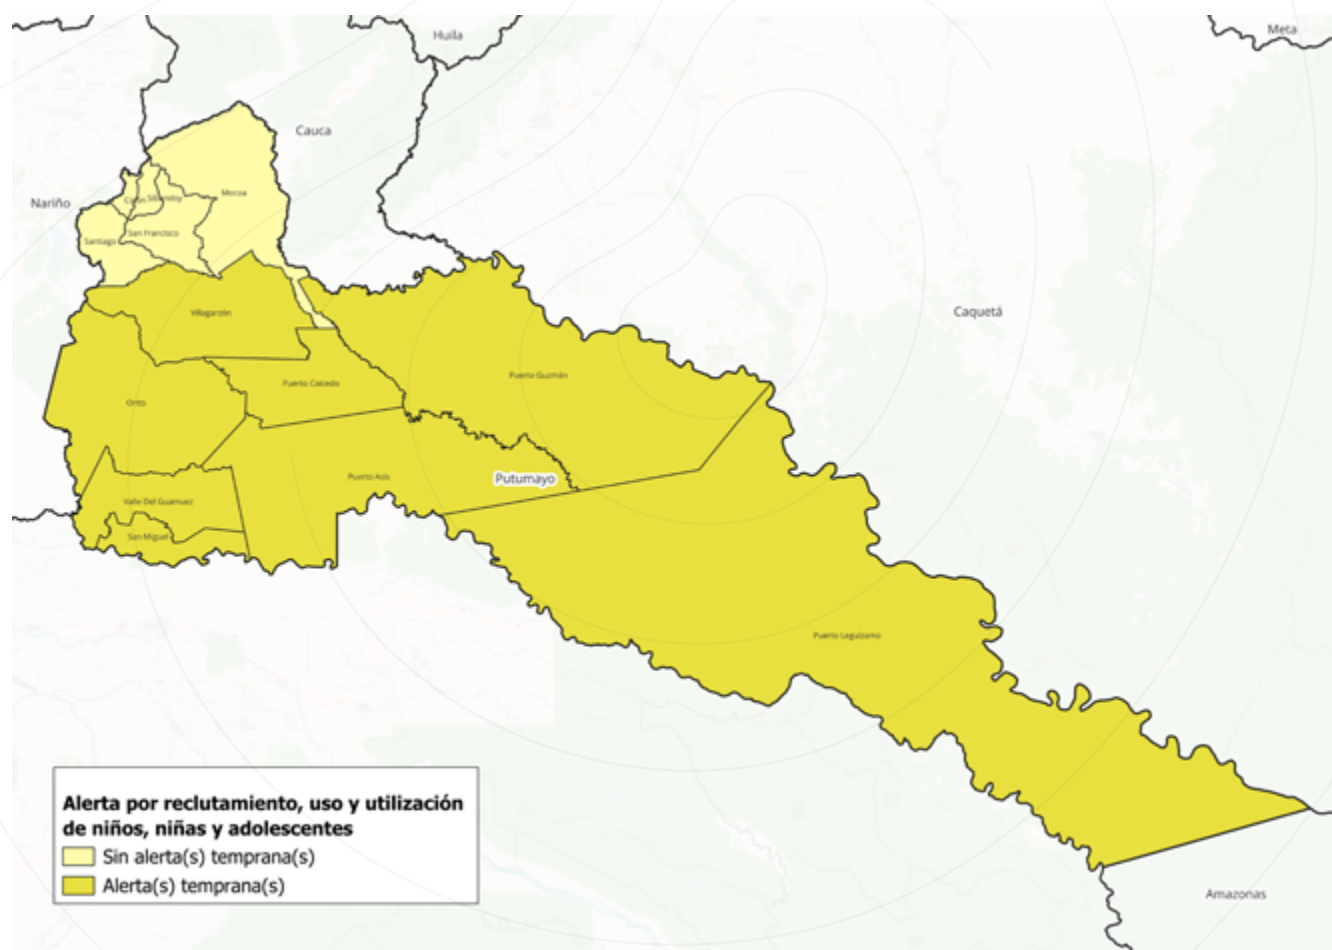 Huila
Meta
Cauca
Nariño
Mocoa
Colón
Sibundoy
San Francisco
Santiago
Villagarzón
Caquetá
Puerto Guzmán
Puerto Caicedo
Orito
Puerto Asís
Putumayo
Valle Del Guamuez
San Miguel
Puerto Leguízamo
Alerta por reclutamiento, uso y utilización
de niños, niñas y adolescentes
Sin alerta(s) temprana(s)
Alerta(s) temprana(s)
Amazonas